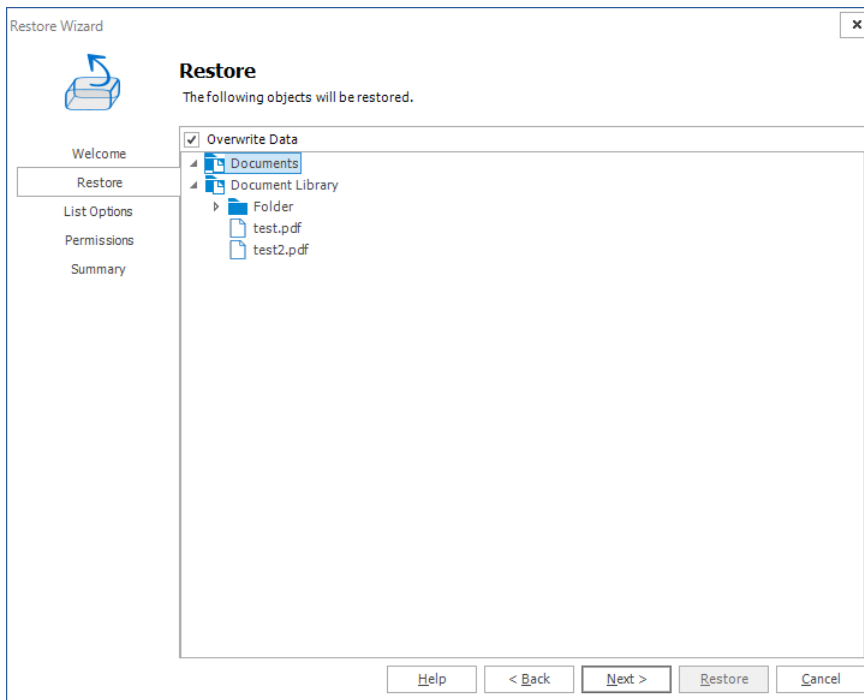 Restore Wizard
Restore
The following objects will be restored.
Welcome
Restore
List Options
Permissions
Summary
Overwrite Data
Documents
Document Library
Folder
test.pdf
test2.pdf
Help
< Back
Next >
Restore
Cancel